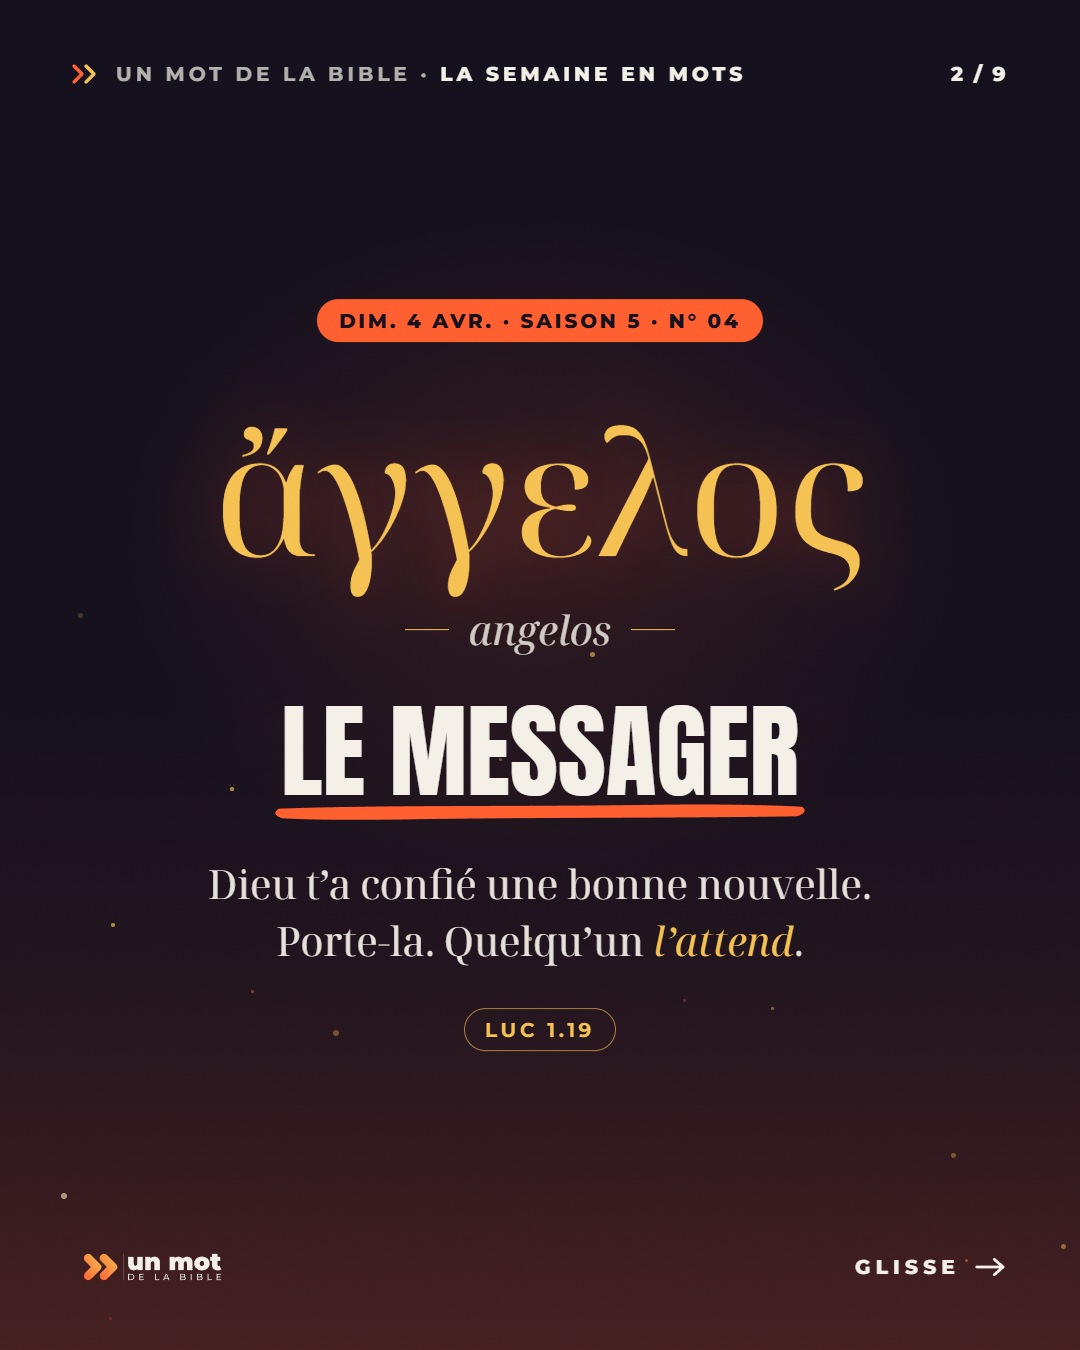 UN MOT DE LA BIBLE · LA SEMAINE EN MOTS
2 / 9
DIM. 4 AVR. · SAISON 5 · N° 04
ἄγγελος
angelos
LE MESSAGER
Dieu t’a confié une bonne nouvelle.
Porte-la. Quelqu’un l’attend.
LUC 1.19
un mot
DE LA BIBLE
GLISSE →